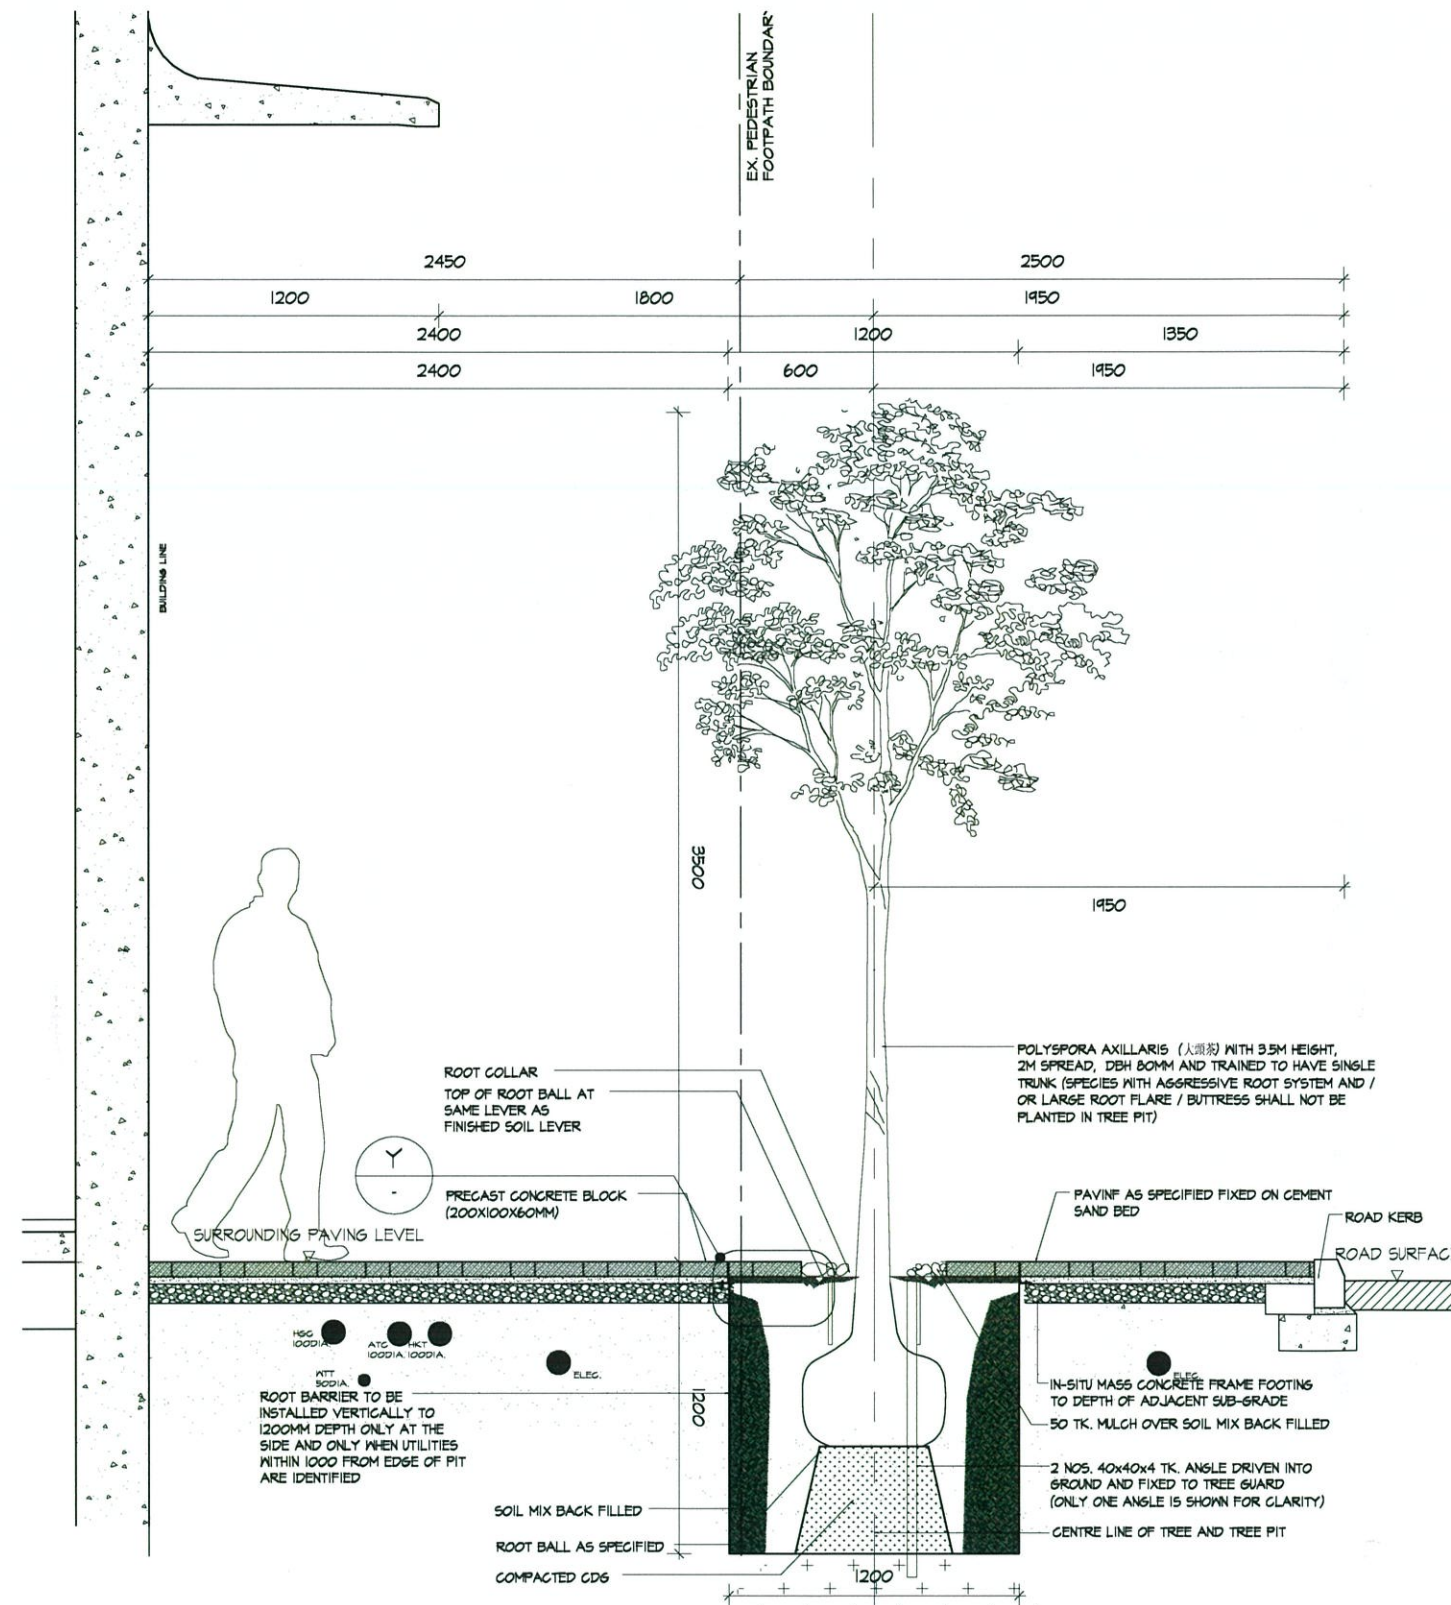 EX. PEDESTRIAN
FOOTPATH BOUNDARY
2450
2500
1200
1800
1950
2400
1200
1350
2400
600
1950
BUILDING LINE
3500
1950
POLYSPORA AXILLARIS (大頭茶) WITH 3.5M HEIGHT,
2M SPREAD, DBH 80MM AND TRAINED TO HAVE SINGLE
TRUNK (SPECIES WITH AGGRESSIVE ROOT SYSTEM AND /
OR LARGE ROOT FLARE / BUTTRESS SHALL NOT BE
PLANTED IN TREE PIT)
ROOT COLLAR
TOP OF ROOT BALL AT
SAME LEVER AS
FINISHED SOIL LEVER
Y
-
PRECAST CONCRETE BLOCK
(200X100X60MM)
SURROUNDING PAVING LEVEL
PAVINF AS SPECIFIED FIXED ON CEMENT
SAND BED
ROAD KERB
ROAD SURFAC
HGC
100DIA.
ATC
100DIA.
HKT
100DIA.
WTT
50DIA.
ELEC.
ELEC.
ROOT BARRIER TO BE
INSTALLED VERTICALLY TO
1200MM DEPTH ONLY AT THE
SIDE AND ONLY WHEN UTILITIES
WITHIN 1000 FROM EDGE OF PIT
ARE IDENTIFIED
1200
IN-SITU MASS CONCRETE FRAME FOOTING
TO DEPTH OF ADJACENT SUB-GRADE
50 TK. MULCH OVER SOIL MIX BACK FILLED
2 NOS. 40x40x4 TK. ANGLE DRIVEN INTO
GROUND AND FIXED TO TREE GUARD
(ONLY ONE ANGLE IS SHOWN FOR CLARITY)
CENTRE LINE OF TREE AND TREE PIT
SOIL MIX BACK FILLED
ROOT BALL AS SPECIFIED
COMPACTED CDG
1200